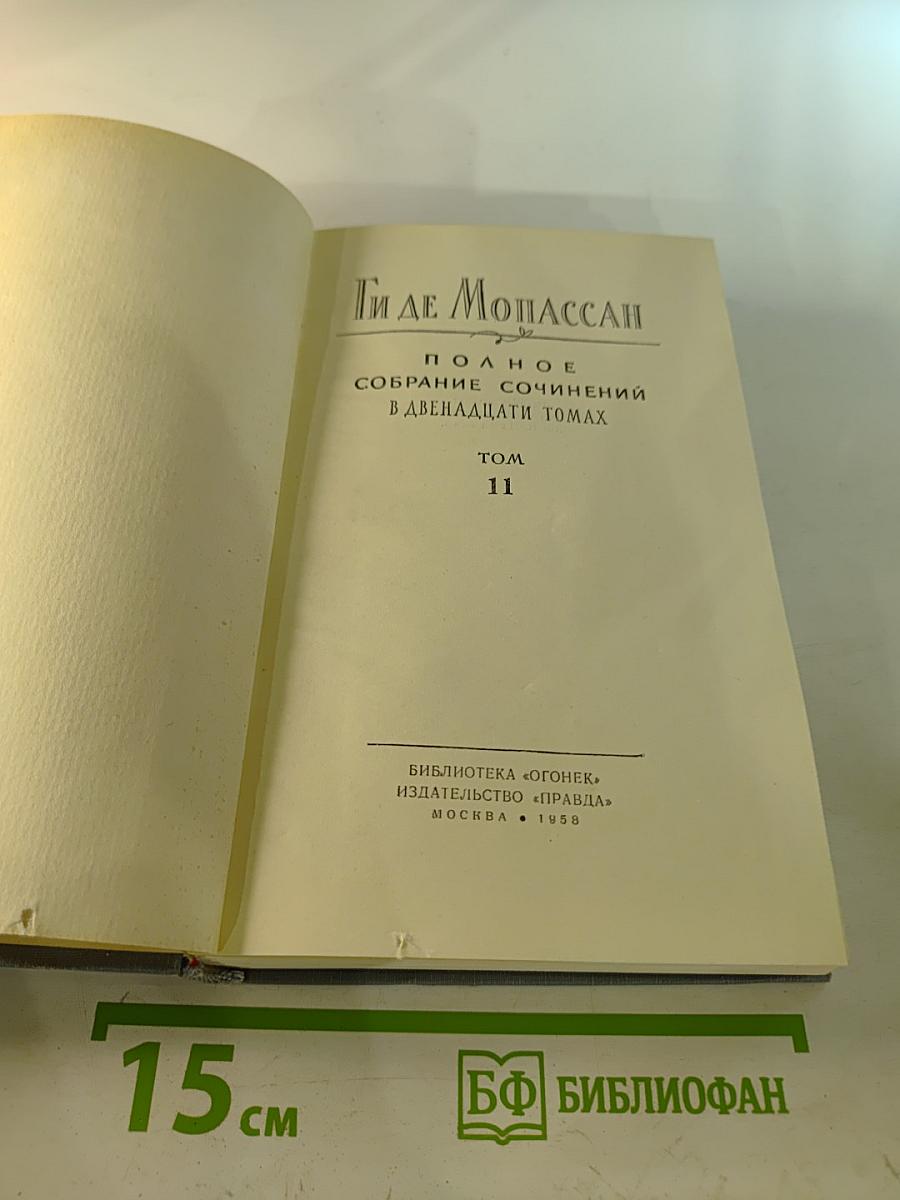 Ги де Мопассан
ПОЛНОЕ
СОБРАНИЕ СОЧИНЕНИЙ
В ДВЕНАДЦАТИ ТОМАХ
ТОМ
11
БИБЛИОТЕКА «ОГОНЕК»
ИЗДАТЕЛЬСТВО «ПРАВДА»
МОСКВА • 1958
15 см
БФ БИБЛИОФАН